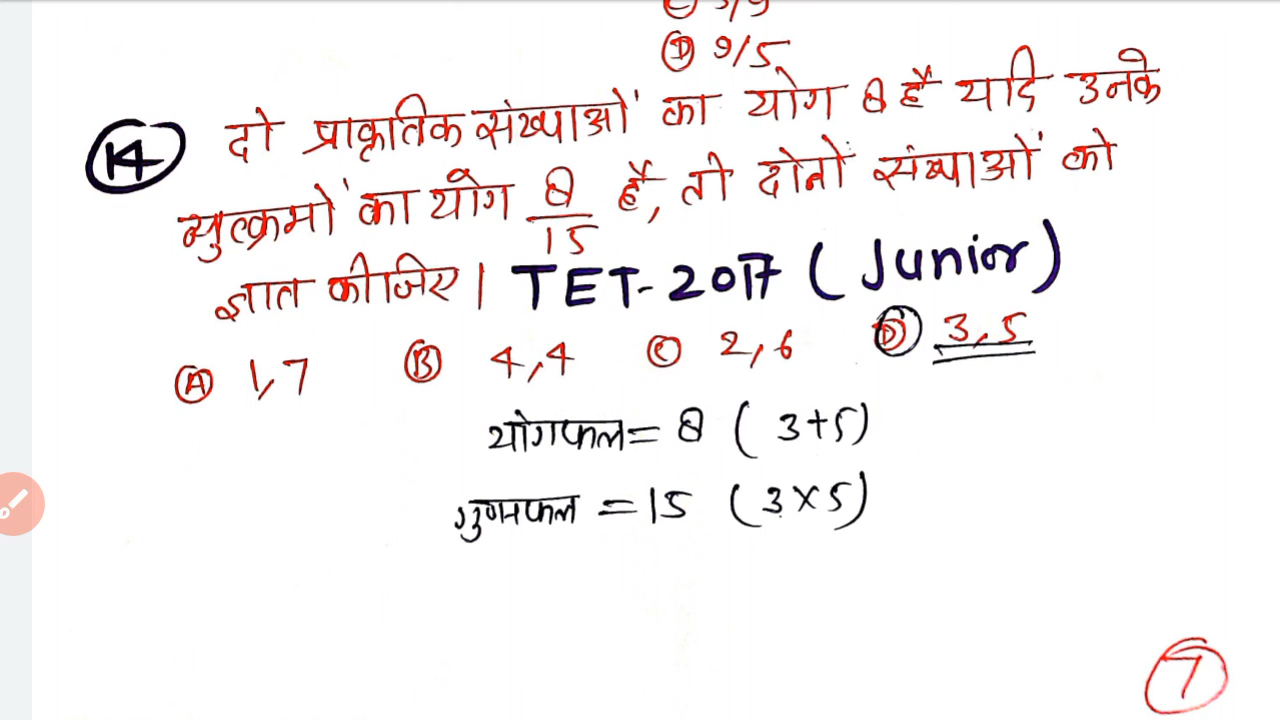 D 9/5
14 दो प्राकृतिक संख्याओं का योग 8 है यदि उनके
व्युत्क्रमों का योग 8/15 है, तो दोनों संख्याओं को
ज्ञात कीजिए। TET-2017 (Junior)
A 1,7 B 4,4 C 2,6 D 3,5
योगफल = 8 (3+5)
गुणनफल = 15 (3×5)
7